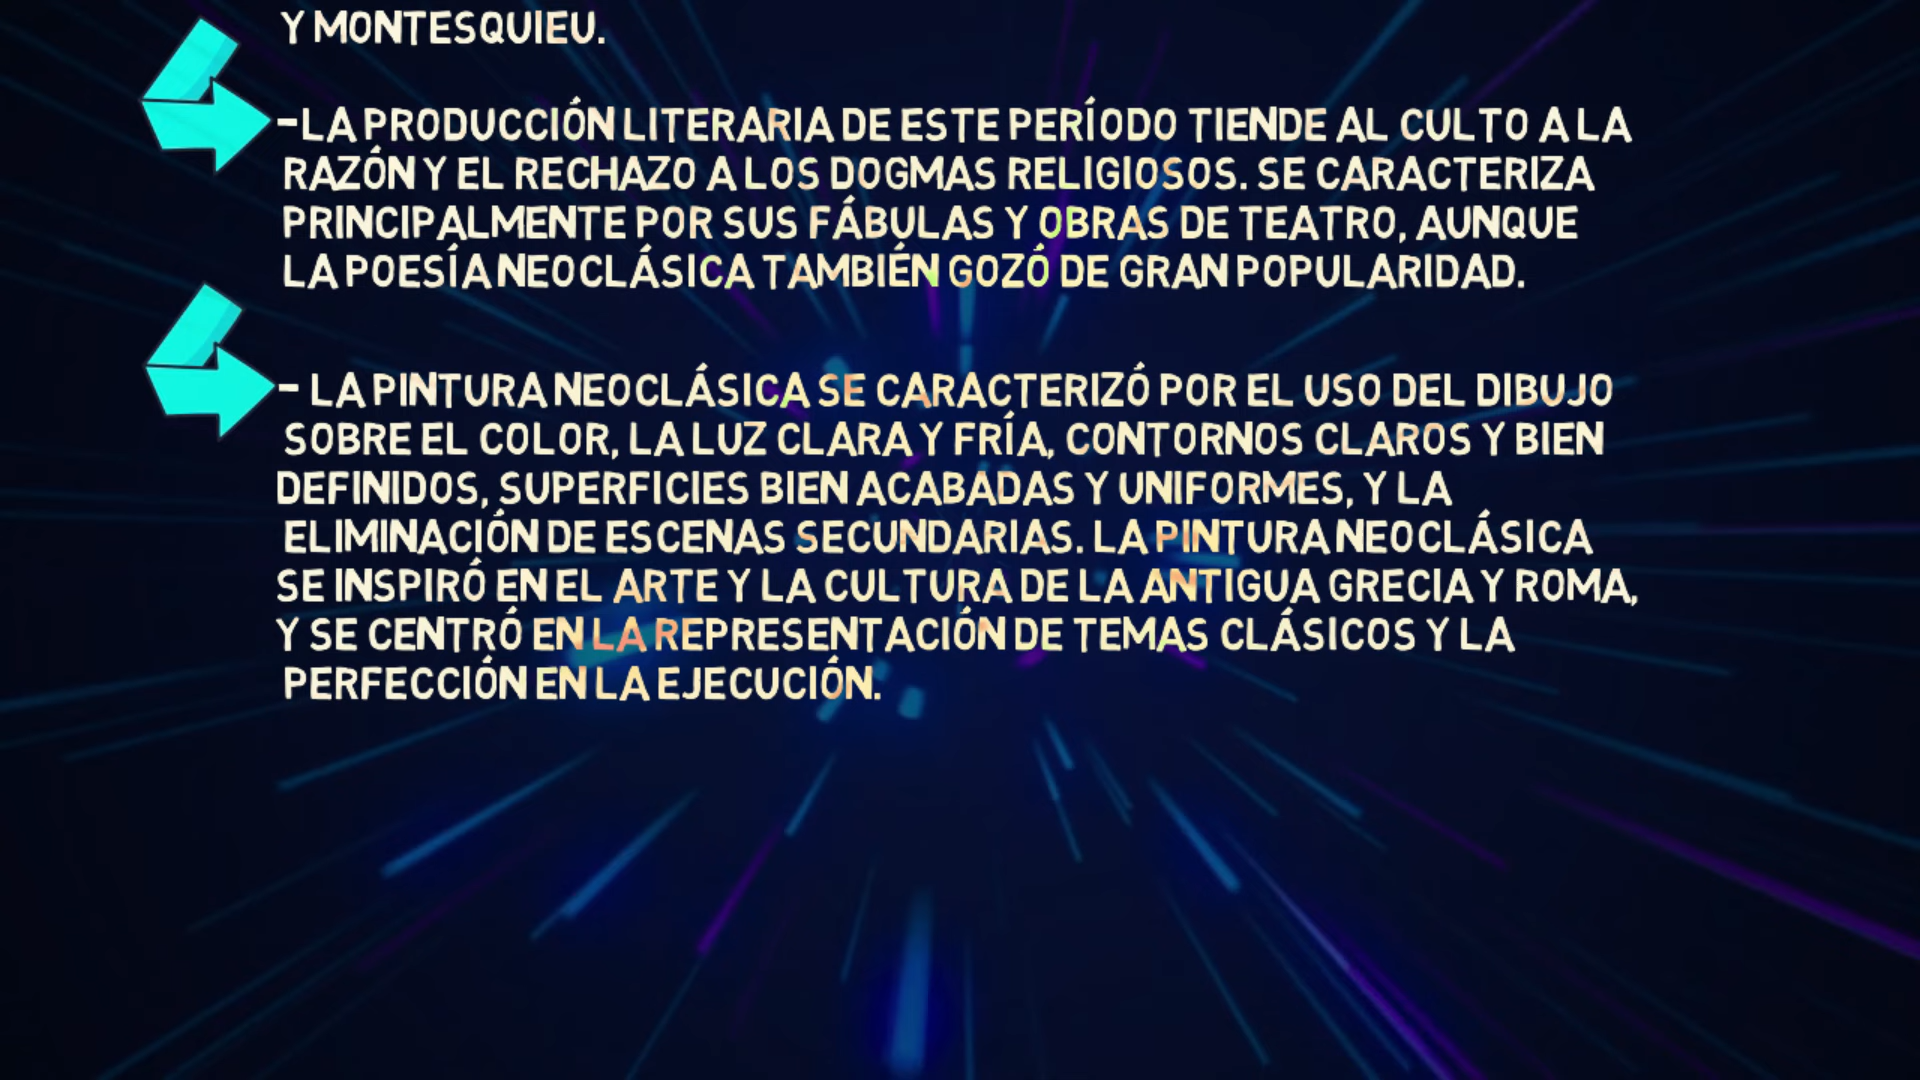 Y MONTESQUIEU.
-LA PRODUCCIÓN LITERARIA DE ESTE PERÍODO TIENDE AL CULTO A LA
RAZÓN Y EL RECHAZO A LOS DOGMAS RELIGIOSOS. SE CARACTERIZA
PRINCIPALMENTE POR SUS FÁBULAS Y OBRAS DE TEATRO, AUNQUE
LA POESÍA NEOCLÁSICA TAMBIÉN GOZÓ DE GRAN POPULARIDAD.
- LA PINTURA NEOCLÁSICA SE CARACTERIZÓ POR EL USO DEL DIBUJO
SOBRE EL COLOR, LA LUZ CLARA Y FRÍA, CONTORNOS CLAROS Y BIEN
DEFINIDOS, SUPERFICIES BIEN ACABADAS Y UNIFORMES, Y LA
ELIMINACIÓN DE ESCENAS SECUNDARIAS. LA PINTURA NEOCLÁSICA
SE INSPIRÓ EN EL ARTE Y LA CULTURA DE LA ANTIGUA GRECIA Y ROMA,
Y SE CENTRÓ EN LA REPRESENTACIÓN DE TEMAS CLÁSICOS Y LA
PERFECCIÓN EN LA EJECUCIÓN.